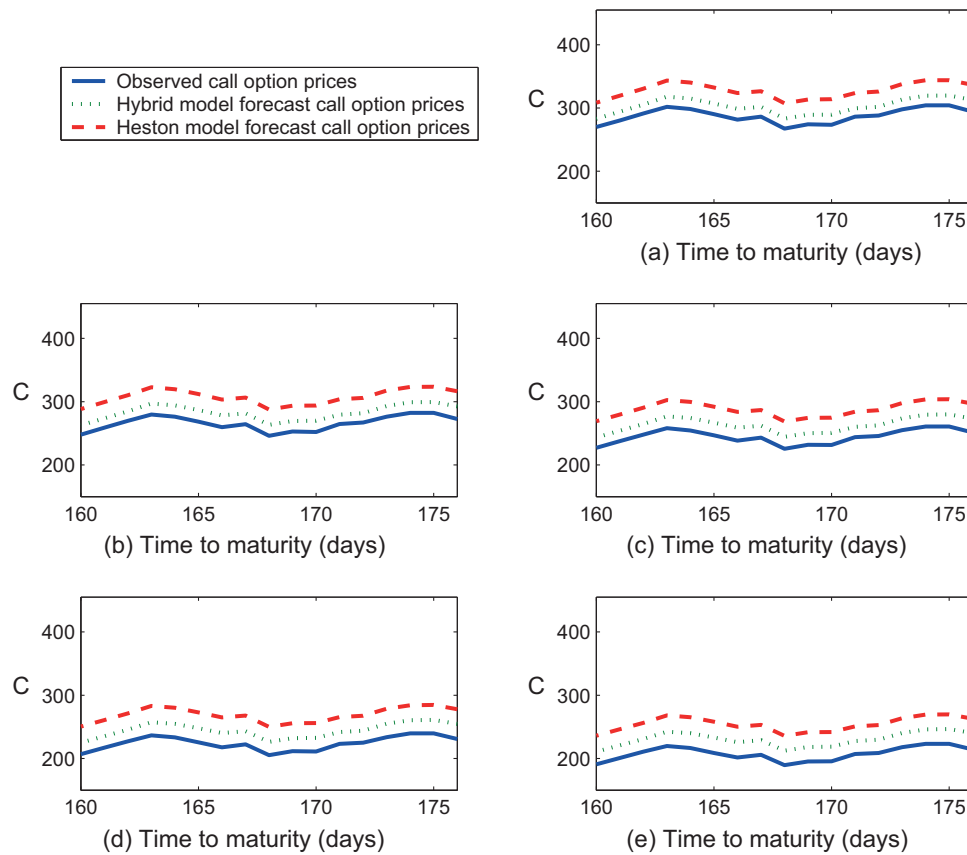 Observed call option prices
Hybrid model forecast call option prices
Heston model forecast call option prices
400
300
200
C
160 165 170 175
(a) Time to maturity (days)
400
300
200
C
160 165 170 175
(b) Time to maturity (days)
400
300
200
C
160 165 170 175
(c) Time to maturity (days)
400
300
200
C
160 165 170 175
(d) Time to maturity (days)
400
300
200
C
160 165 170 175
(e) Time to maturity (days)